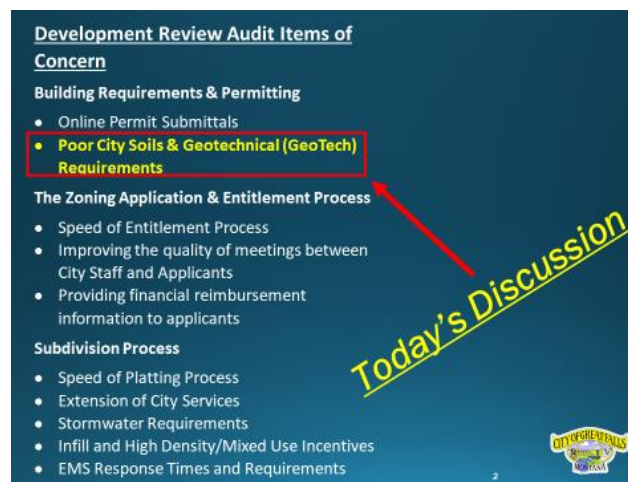 Development Review Audit Items of
Concern
Building Requirements & Permitting
● Online Permit Submittals
● Poor City Soils & Geotechnical (GeoTech)
Requirements
The Zoning Application & Entitlement Process
● Speed of Entitlement Process
● Improving the quality of meetings between
City Staff and Applicants
● Providing financial reimbursement
information to applicants
Subdivision Process
● Speed of Platting Process
● Extension of City Services
● Stormwater Requirements
● Infill and High Density/Mixed Use Incentives
● EMS Response Times and Requirements
Today's Discussion
CITY OF GREAT FALLS
MONTANA
2